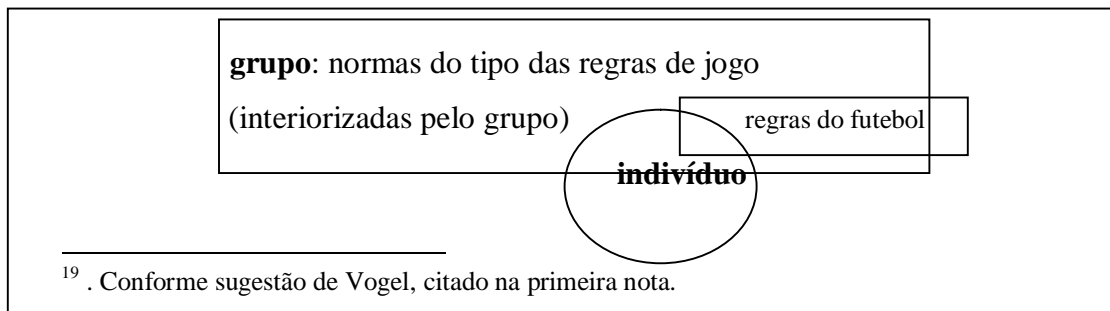 grupo: normas do tipo das regras de jogo
(interiorizadas pelo grupo) regras do futebol
indivíduo
19 . Conforme sugestão de Vogel, citado na primeira nota.